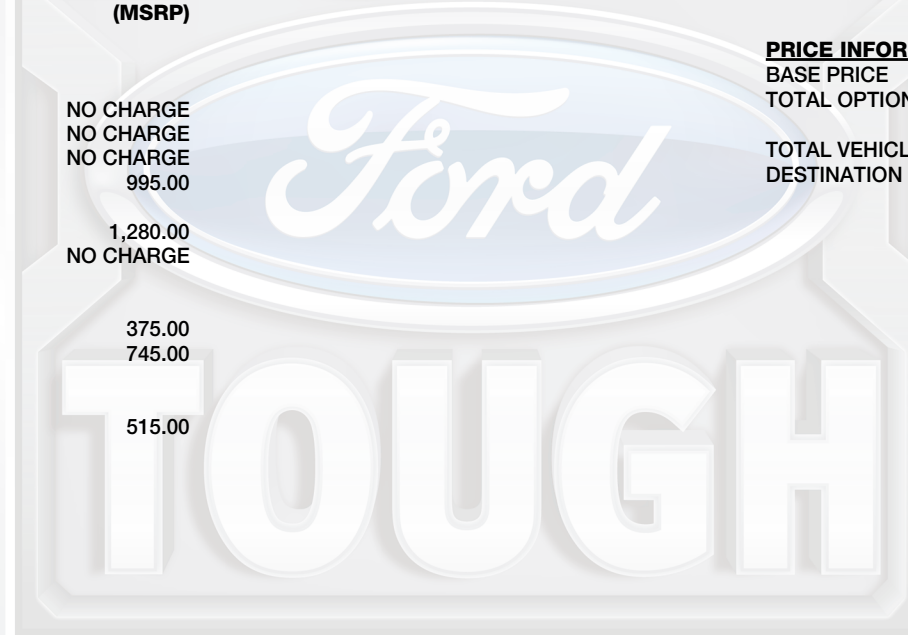 (MSRP)
NO CHARGE
NO CHARGE
NO CHARGE
995.00
1,280.00
NO CHARGE
375.00
745.00
515.00
PRICE INFOR
BASE PRICE
TOTAL OPTION
TOTAL VEHICL
DESTINATION
Ford
TOUGH